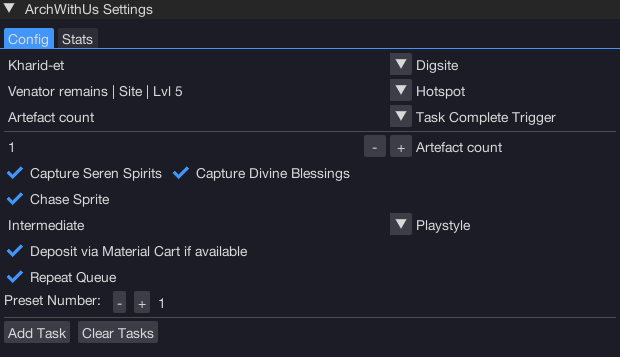 ArchWithUs Settings
Config Stats
Kharid-et Digsite
Venator remains | Site | Lvl 5 Hotspot
Artefact count Task Complete Trigger
1 - + Artefact count
Capture Seren Spirits Capture Divine Blessings
Chase Sprite
Intermediate Playstyle
Deposit via Material Cart if available
Repeat Queue
Preset Number: - + 1
Add Task Clear Tasks